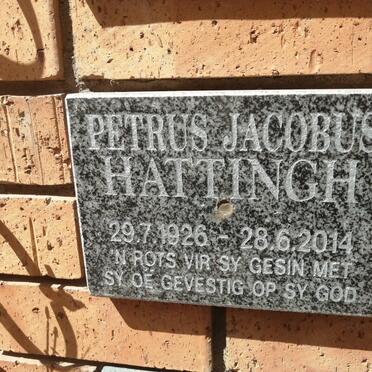 PETRUS JACOBUS
HATTINGH
29.7.1926 - 28.6.2014
'N ROTS VIR SY GESIN MET
SY OË GEVESTIG OP SY GOD